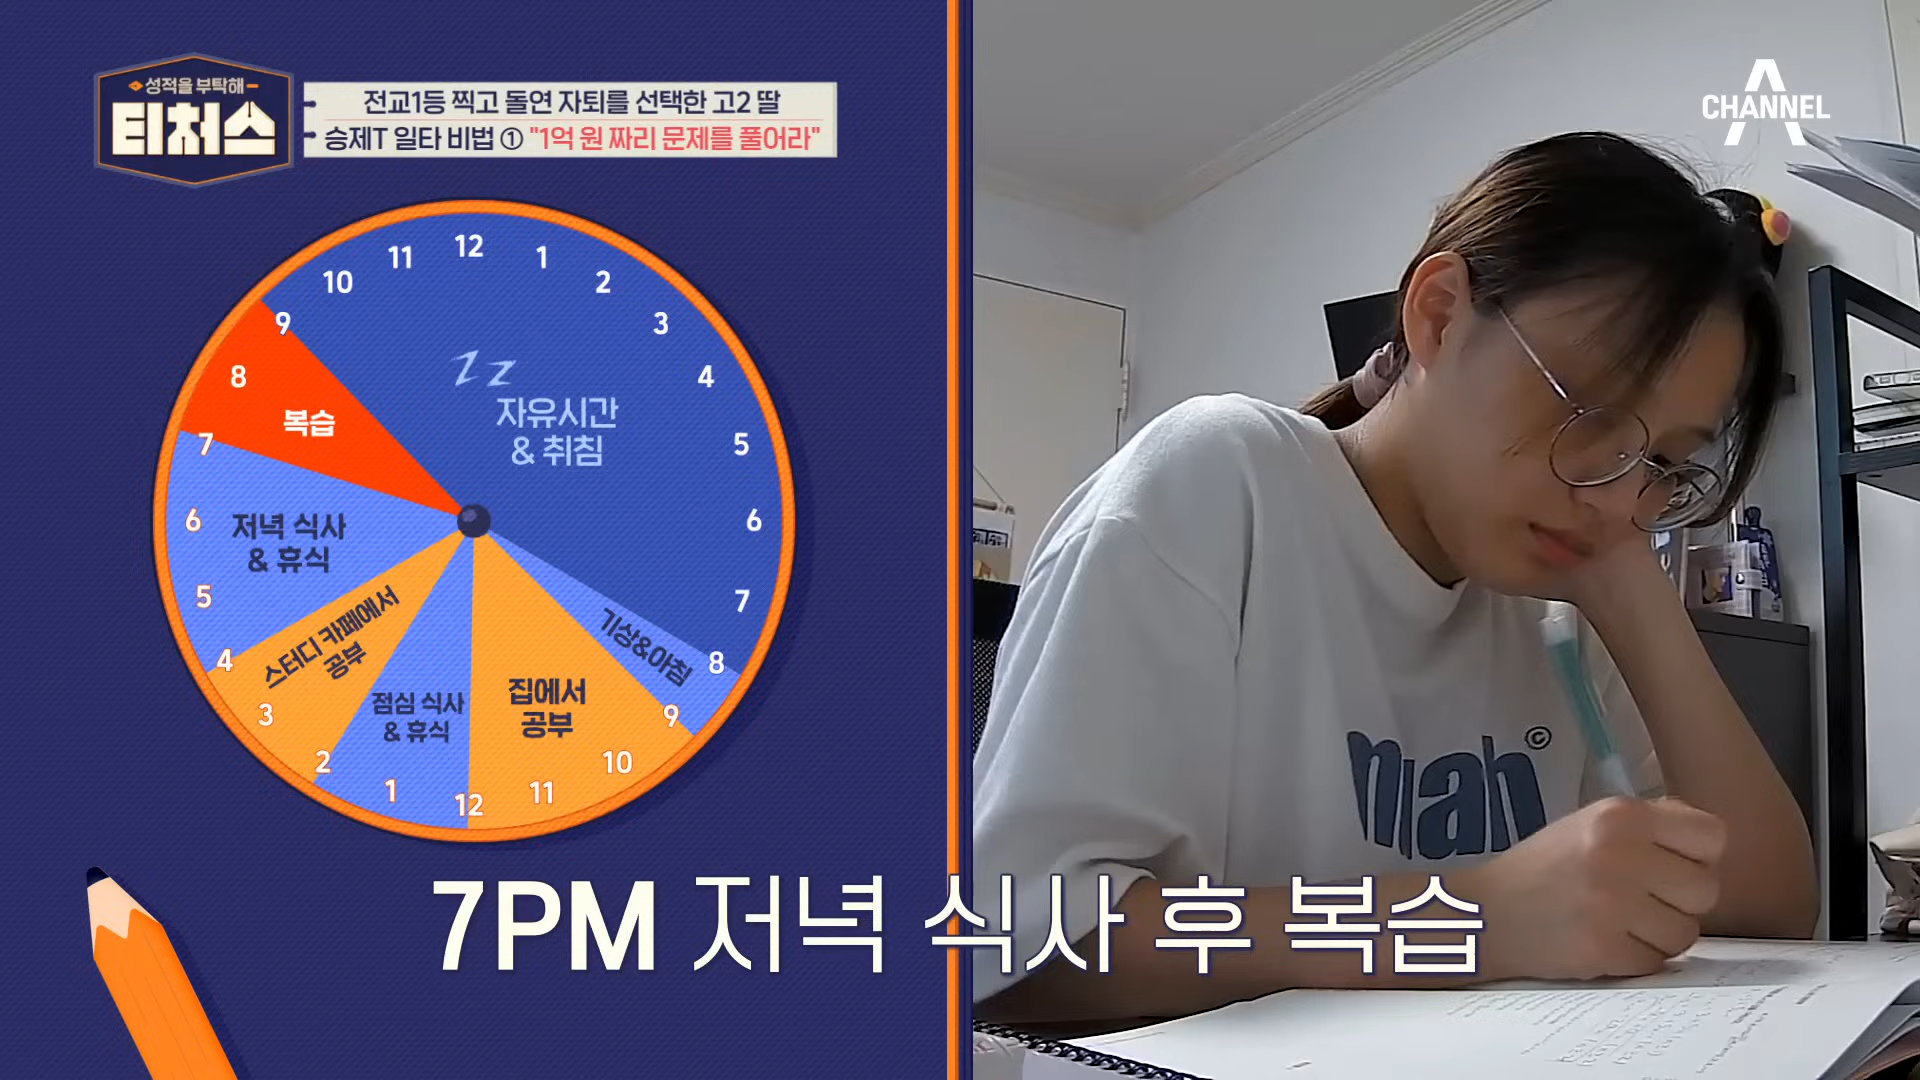 성적을 부탁해
티처스
전교1등 찍고 돌연 자퇴를 선택한 고2 딸
승제T 일타 비법 ① "1억 원 짜리 문제를 풀어라"
CHANNEL A
12
1
2
3
4
5
6
7
8
9
10
11
12
1
2
3
4
5
6
7
8
9
10
11
zz
자유시간
& 취침
기상&아침
집에서
공부
점심 식사
& 휴식
스터디 카페에서
공부
저녁 식사
& 휴식
복습
mah©
7PM 저녁 식사 후 복습